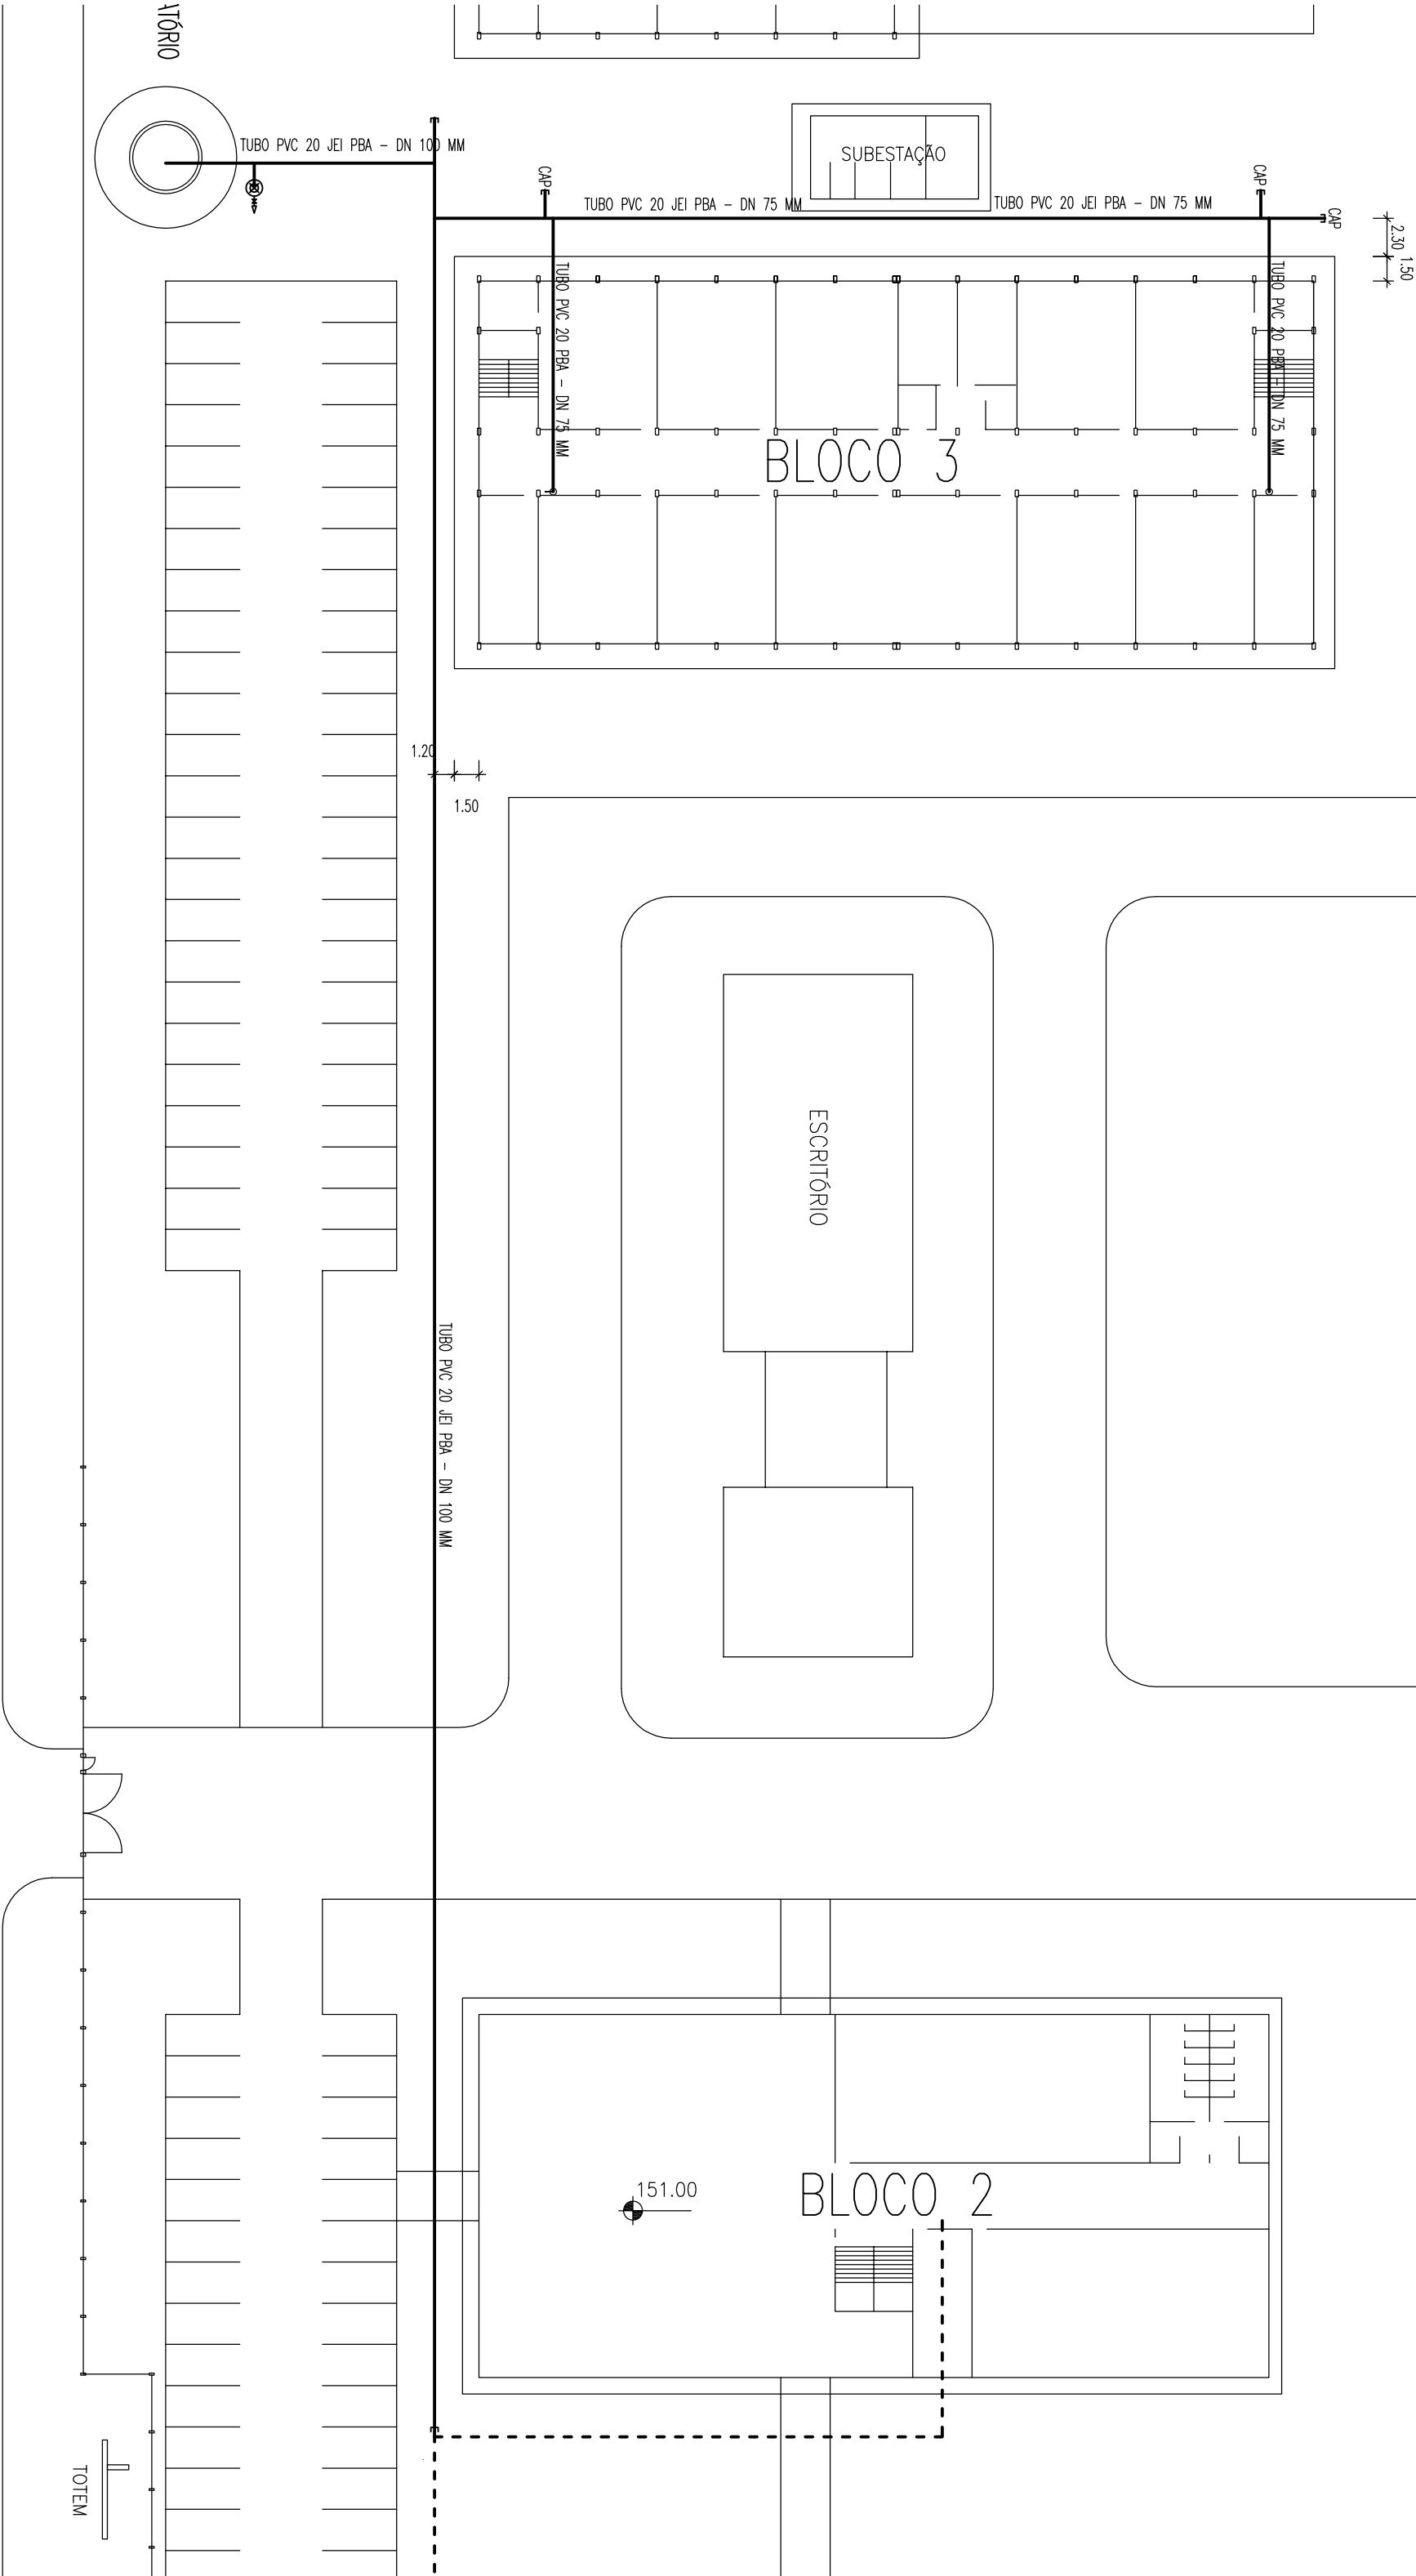 ATÓRIO
TUBO PVC 20 JEI PBA - DN 100 MM
SUBESTAÇÃO
CAP
CAP
TUBO PVC 20 JEI PBA - DN 75 MM
TUBO PVC 20 JEI PBA - DN 75 MM
CAP
2.30
1.50
TUBO PVC 20 PBA - DN 75 MM
TUBO PVC 20 PBA - DN 75 MM
BLOCO 3
1.20
1.50
ESCRITÓRIO
TUBO PVC 20 JEI PBA - DN 100 MM
151.00
BLOCO 2
TOTEM